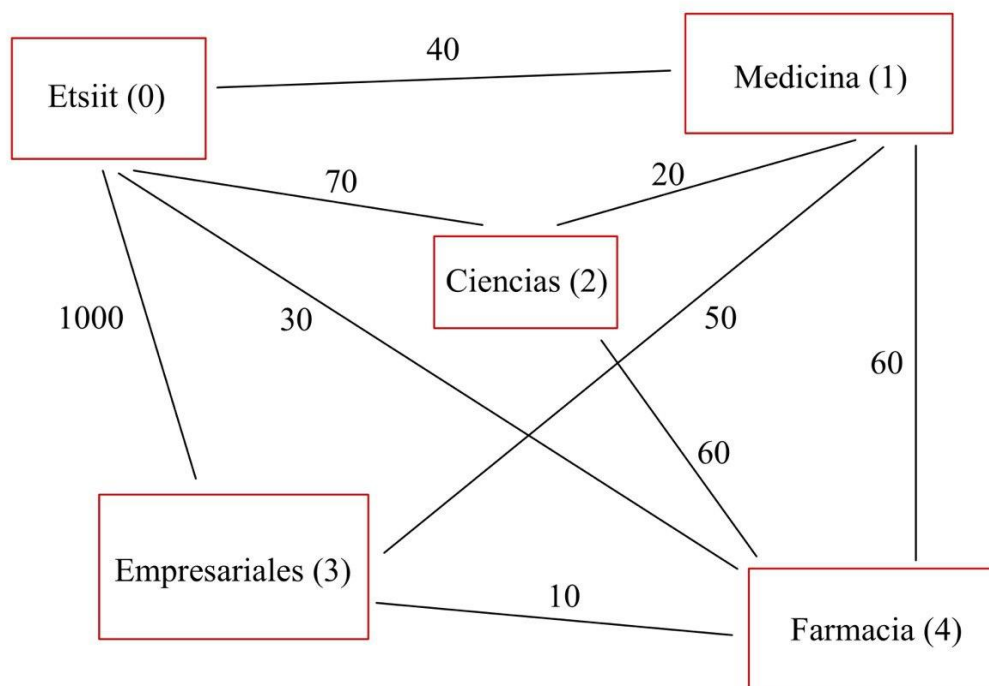 40
Etsiit (0)
Medicina (1)
70
20
Ciencias (2)
1000
30
50
60
60
Empresariales (3)
10
Farmacia (4)